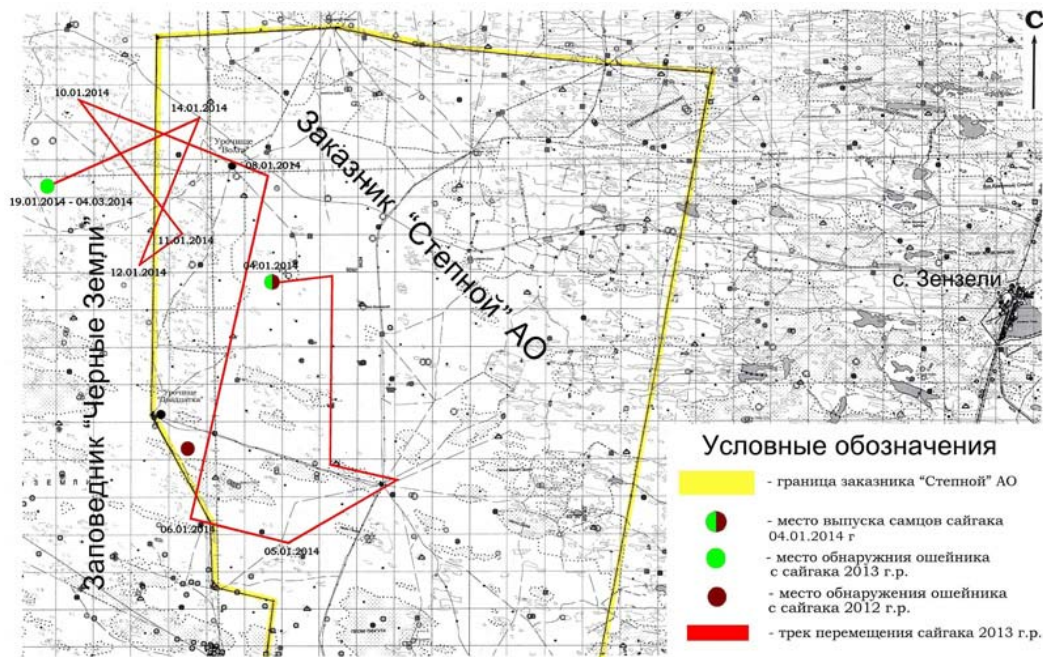 С
10.01.2014
14.01.2014
Урочище
"Волга"
08.01.2014
19.01.2014 - 04.03.2014
11.01.2014
12.01.2014
04.01.2014
Заказник "Степной" АО
Заповедник "Черные Земли"
с. Зензели
Урочище
"Двадцатка"
06.01.2014
05.01.2014
Условные обозначения
- граница заказника "Степной" АО
- место выпуска самцов сайгака
04.01.2014 г
- место обнаружния ошейника
с сайгака 2013 г.р.
- место обнаружения ошейника
с сайгака 2012 г.р.
- трек перемещения сайгака 2013 г.р.